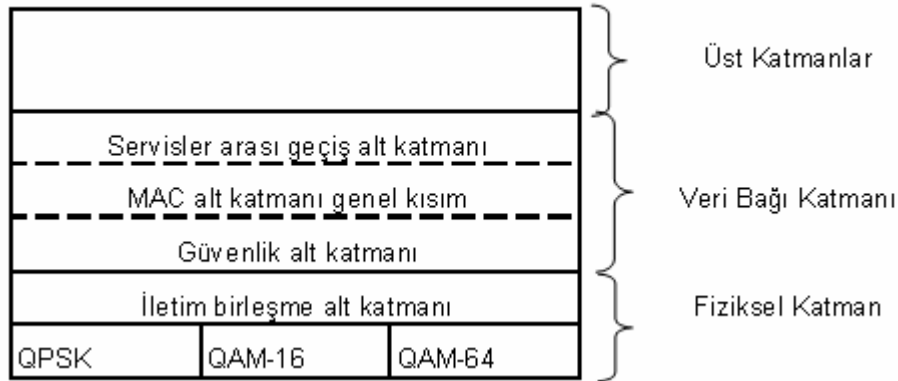 Üst Katmanlar
Servisler arası geçiş alt katmanı
MAC alt katmanı genel kısım
Veri Bağı Katmanı
Güvenlik alt katmanı
İletim birleşme alt katmanı
Fiziksel Katman
QPSK
QAM-16
QAM-64